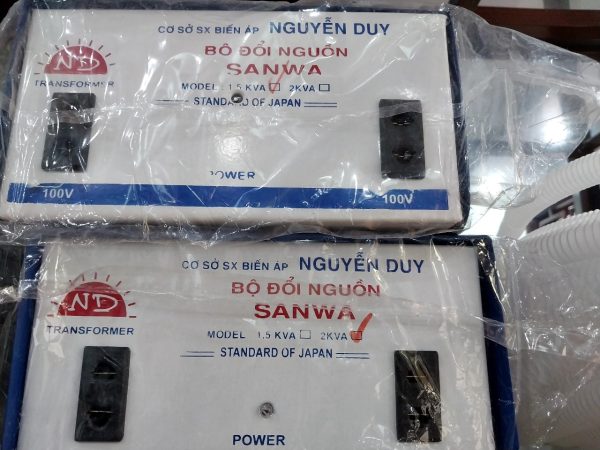 CƠ SỞ SX BIẾN ÁP NGUYỄN DUY
BỘ ĐỔI NGUỒN
SANWA
ND
TRANSFORMER
MODEL : 1.5 KVA 2KVA
STANDARD OF JAPAN
POWER
100V 100V
CƠ SỞ SX BIẾN ÁP NGUYỄN DUY
BỘ ĐỔI NGUỒN
SANWA
ND
TRANSFORMER
MODEL 1.5 KVA 2KVA
STANDARD OF JAPAN
POWER